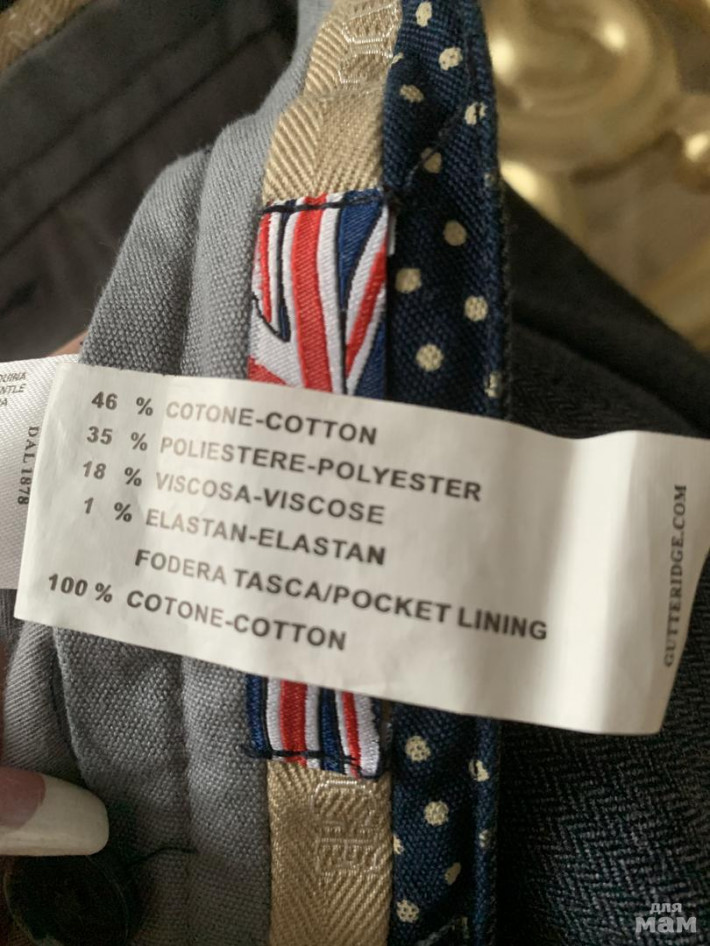 46 % COTONE-COTTON
35 % POLIESTERE-POLYESTER
18 % VISCOSA-VISCOSE
1 % ELASTAN-ELASTAN
FODERA TASCA/POCKET LINING
100 % COTONE-COTTON
GUTTERIDGE.COM
DAL 1878
для
мам